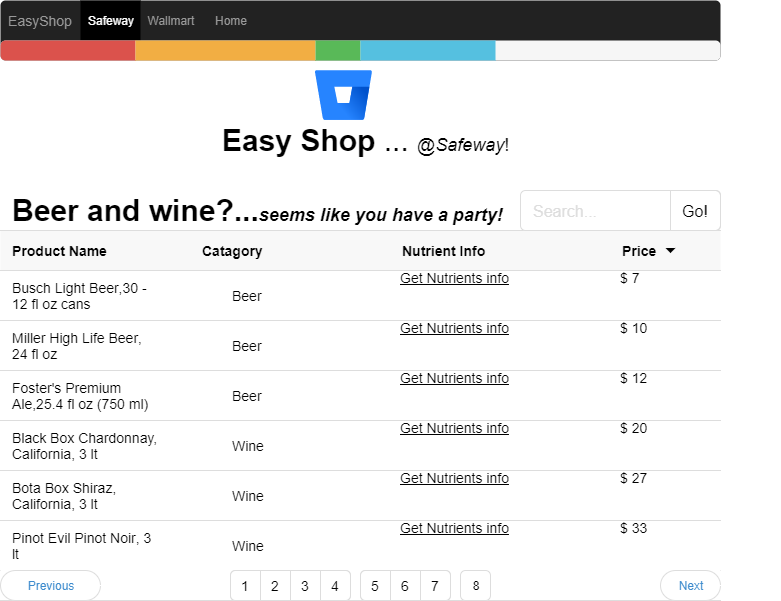 EasyShop Safeway Wallmart Home
Easy Shop ... @Safeway!
Beer and wine?...seems like you have a party! Search... Go!
Product Name Catagory Nutrient Info Price
Busch Light Beer,30 -
12 fl oz cans
Beer
Get Nutrients info
$ 7
Miller High Life Beer,
24 fl oz
Beer
Get Nutrients info
$ 10
Foster's Premium
Ale,25.4 fl oz (750 ml)
Beer
Get Nutrients info
$ 12
Black Box Chardonnay,
California, 3 lt
Wine
Get Nutrients info
$ 20
Bota Box Shiraz,
California, 3 lt
Wine
Get Nutrients info
$ 27
Pinot Evil Pinot Noir, 3
lt
Wine
Get Nutrients info
$ 33
Previous 1 2 3 4 5 6 7 8 Next